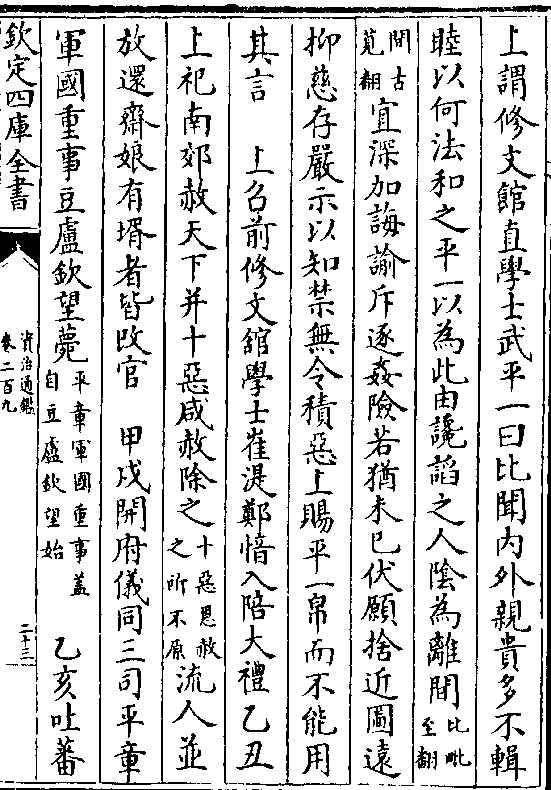 上謂修文館直學士武平一曰比聞内外親貴多不輯
睦以何法和之平一以為此由讒諂之人陰為離間比毗至翻
間古莧翻宜深加誨諭斥逐姦險若猶未已伏願捨近圖遠
抑慈存嚴示以知禁無令積惡上賜平一帛而不能用
其言　上召前修文館學士崔湜鄭愔入陪大禮乙丑
上祀南郊赦天下并十惡咸赦除之十惡恩赦之所不原流人並
放還齋娘有壻者皆改官　甲戌開府儀同三司平章
軍國重事豆盧欽望薨平章軍國重事蓋自豆盧欽望始　乙亥吐蕃
欽定四庫全書
資治通鑑
卷二百九
二十三